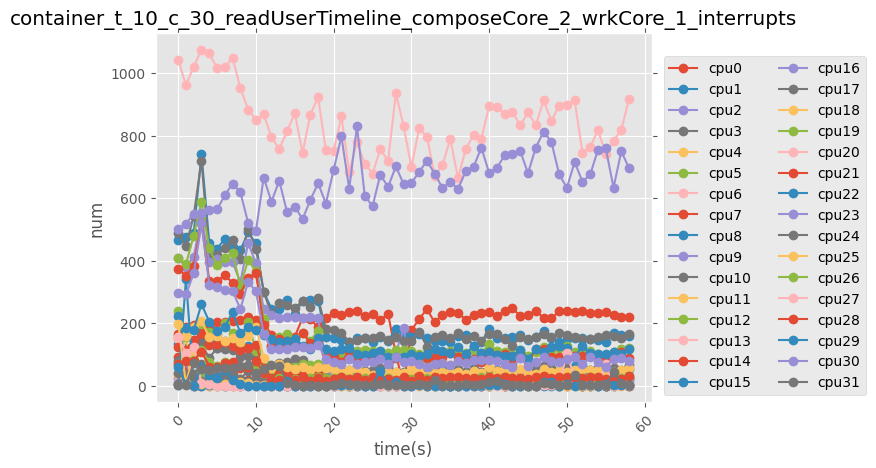 container_t_10_c_30_readUserTimeline_composeCore_2_wrkCore_1_interrupts
num
1000
800
600
400
200
0
0 10 20 30 40 50 60
time(s)
cpu0 cpu16
cpu1 cpu17
cpu2 cpu18
cpu3 cpu19
cpu4 cpu20
cpu5 cpu21
cpu6 cpu22
cpu7 cpu23
cpu8 cpu24
cpu9 cpu25
cpu10 cpu26
cpu11 cpu27
cpu12 cpu28
cpu13 cpu29
cpu14 cpu30
cpu15 cpu31